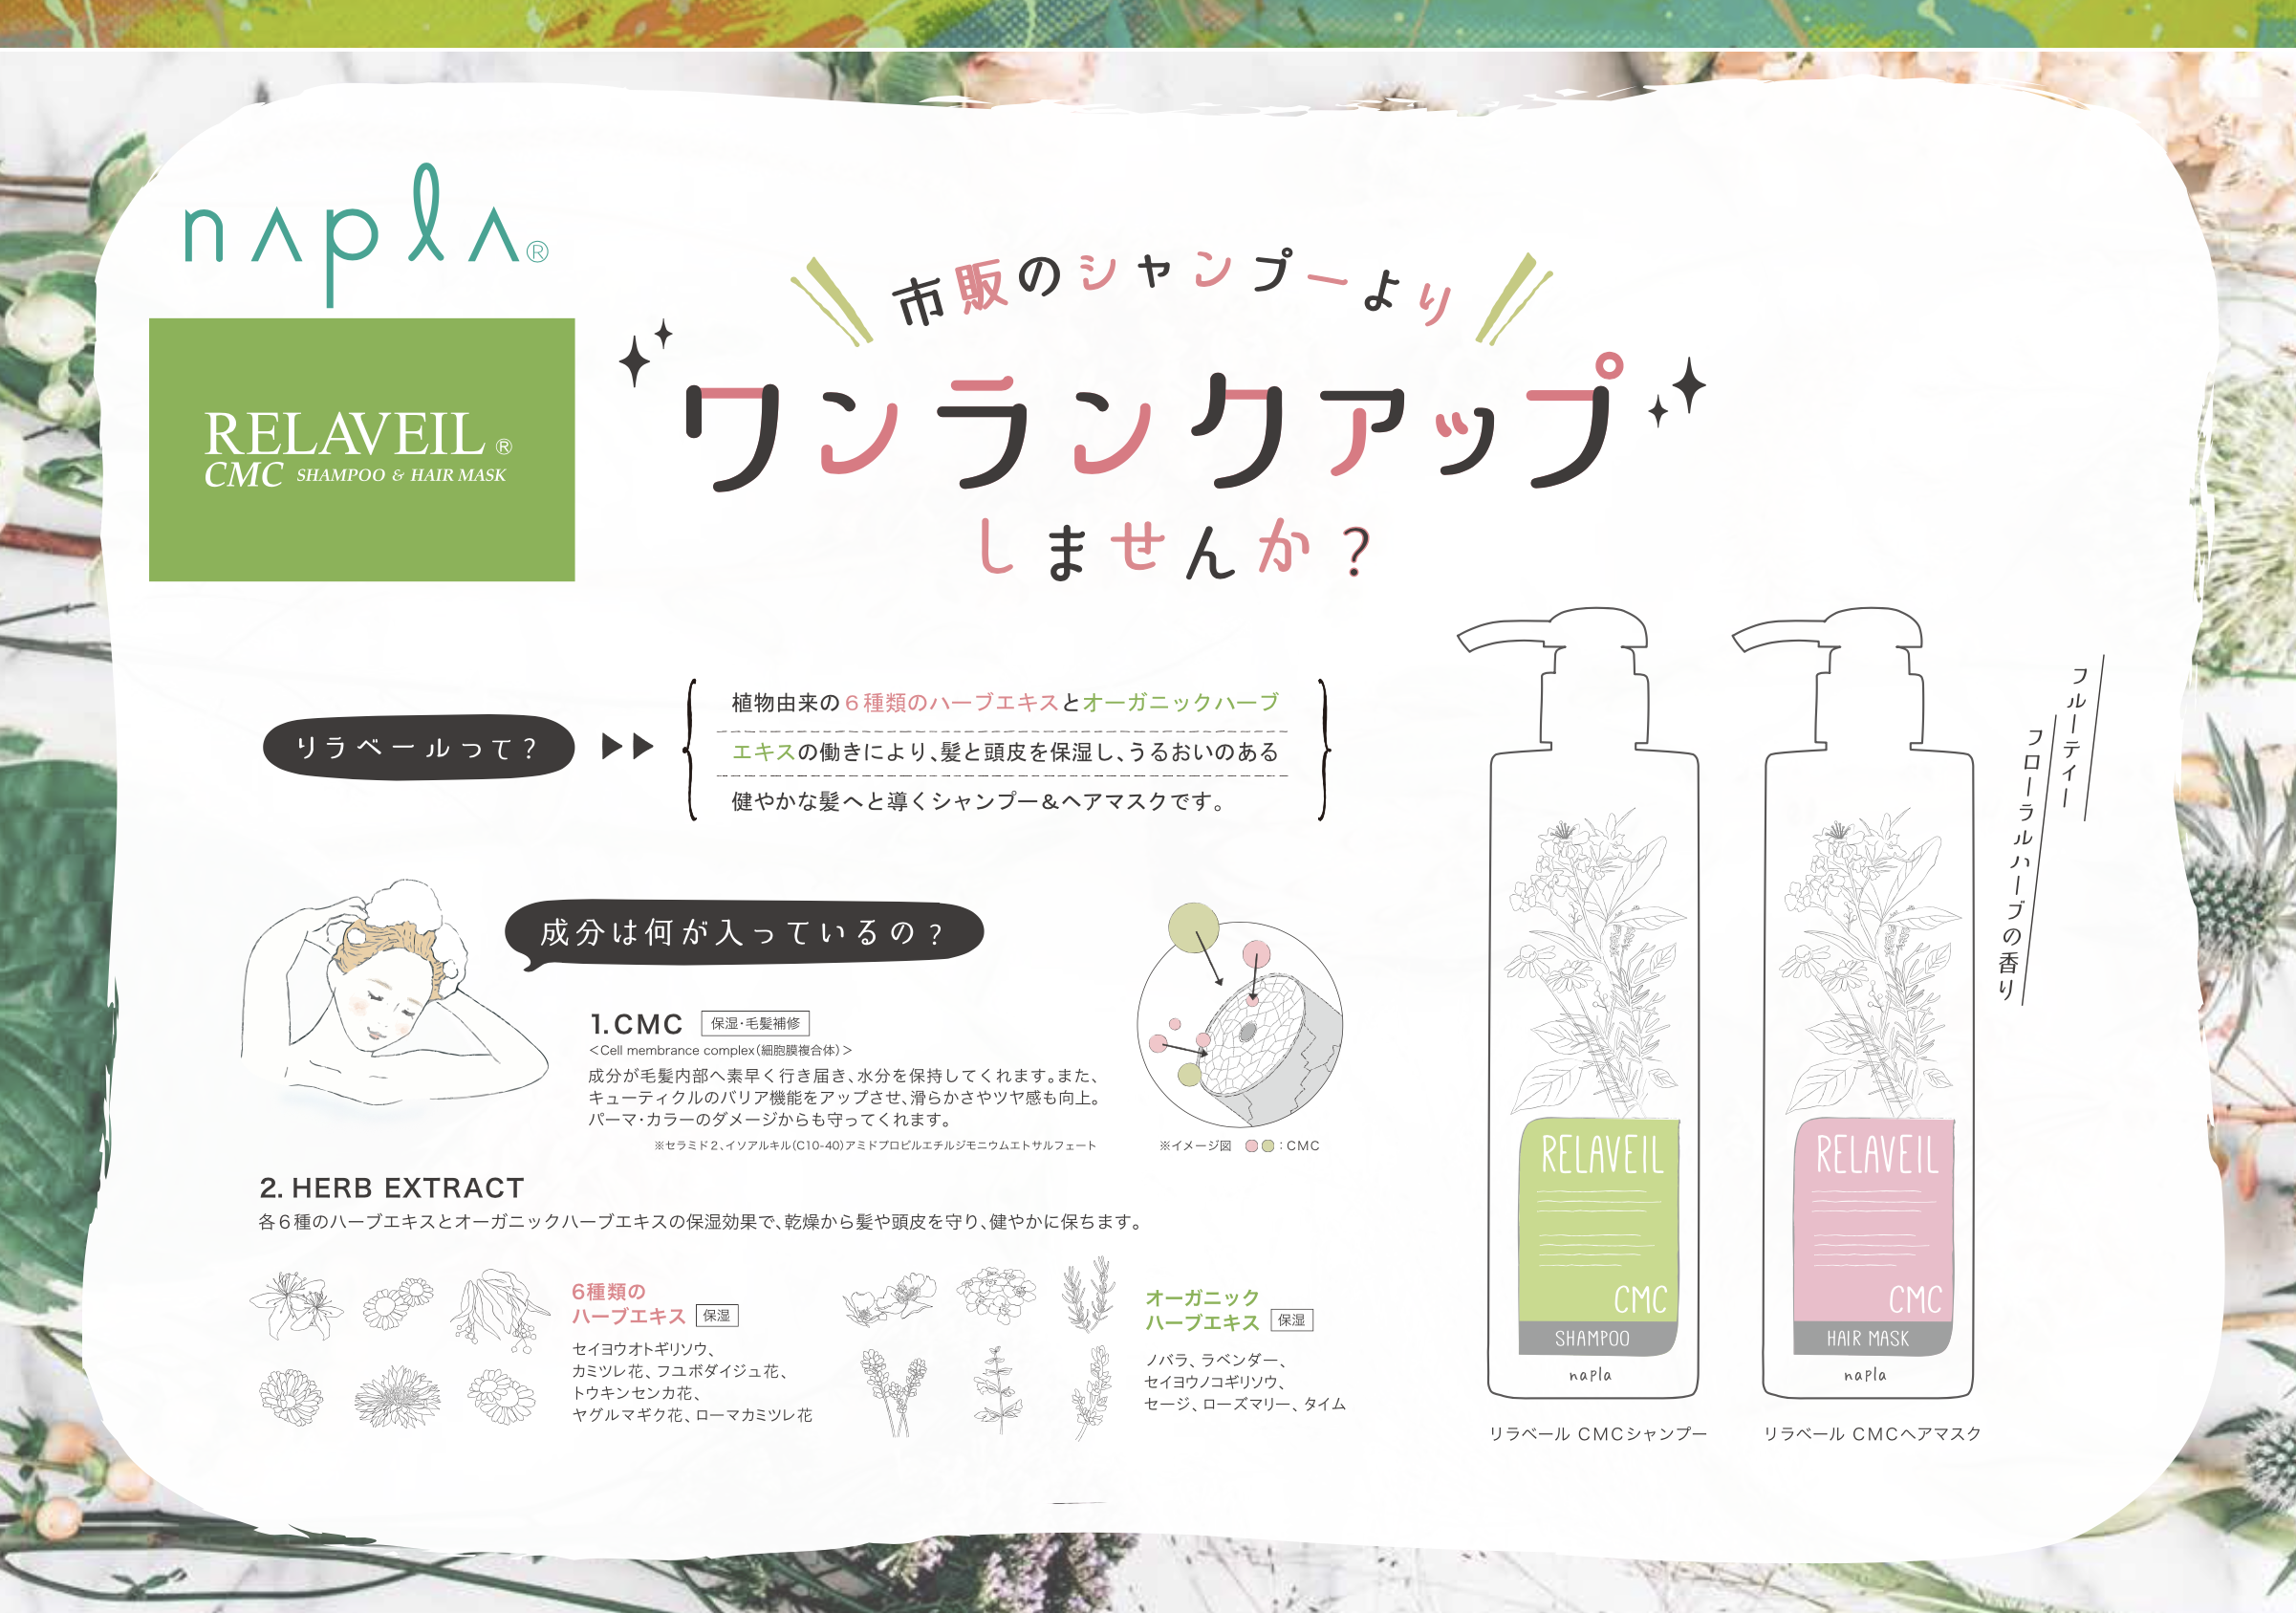 napla®
RELAVEIL®
CMC SHAMPOO & HAIR MASK
市販のシャンプーより
ワンランクアップ
しませんか？
リラベールって？
植物由来の６種類のハーブエキスとオーガニックハーブ
エキスの働きにより、髪と頭皮を保湿し、うるおいのある
健やかな髪へと導くシャンプー＆ヘアマスクです。
成分は何が入っているの？
1.CMC 保湿・毛髪補修
＜Cell membrance complex（細胞膜複合体）＞
成分が毛髪内部へ素早く行き届き、水分を保持してくれます。また、
キューティクルのバリア機能をアップさせ、滑らかさやツヤ感も向上。
パーマ・カラーのダメージからも守ってくれます。
※セラミド２、イソアルキル（C10-40）アミドプロピルエチルジモニウムエトサルフェート
※イメージ図 ：CMC
2. HERB EXTRACT
各６種のハーブエキスとオーガニックハーブエキスの保湿効果で、乾燥から髪や頭皮を守り、健やかに保ちます。
6種類の
ハーブエキス 保湿
セイヨウオトギリソウ、
カミツレ花、フユボダイジュ花、
トウキンセンカ花、
ヤグルマギク花、ローマカミツレ花
オーガニック
ハーブエキス 保湿
ノバラ、ラベンダー、
セイヨウノコギリソウ、
セージ、ローズマリー、タイム
フルーティー
フローラルハーブの香り
RELAVEIL
CMC
SHAMPOO
napla
リラベール CMCシャンプー
RELAVEIL
CMC
HAIR MASK
napla
リラベール CMCヘアマスク